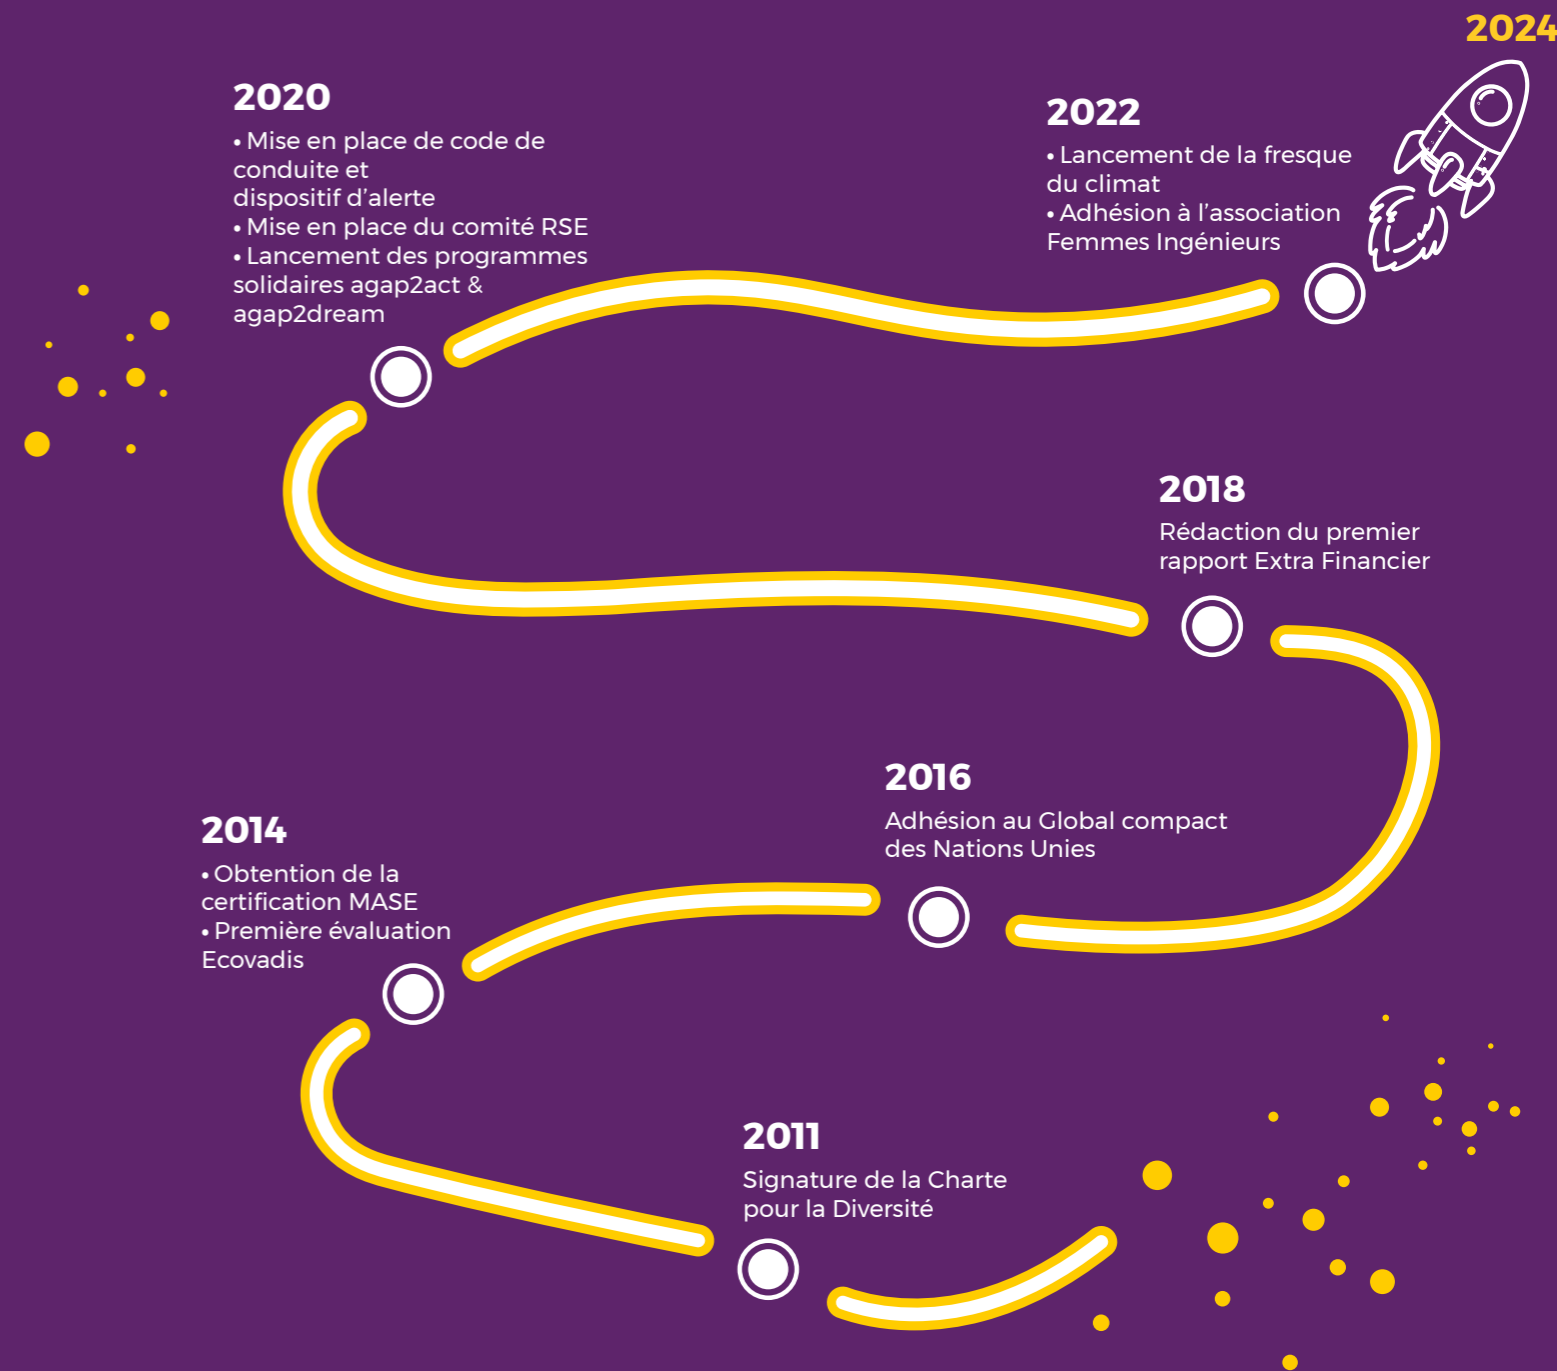 2024
2020
• Mise en place de code de
conduite et
dispositif d’alerte
• Mise en place du comité RSE
• Lancement des programmes
solidaires agap2act &
agap2dream
2022
• Lancement de la fresque
du climat
• Adhésion à l’association
Femmes Ingénieurs
2018
Rédaction du premier
rapport Extra Financier
2016
Adhésion au Global compact
des Nations Unies
2014
• Obtention de la
certification MASE
• Première évaluation
Ecovadis
2011
Signature de la Charte
pour la Diversité